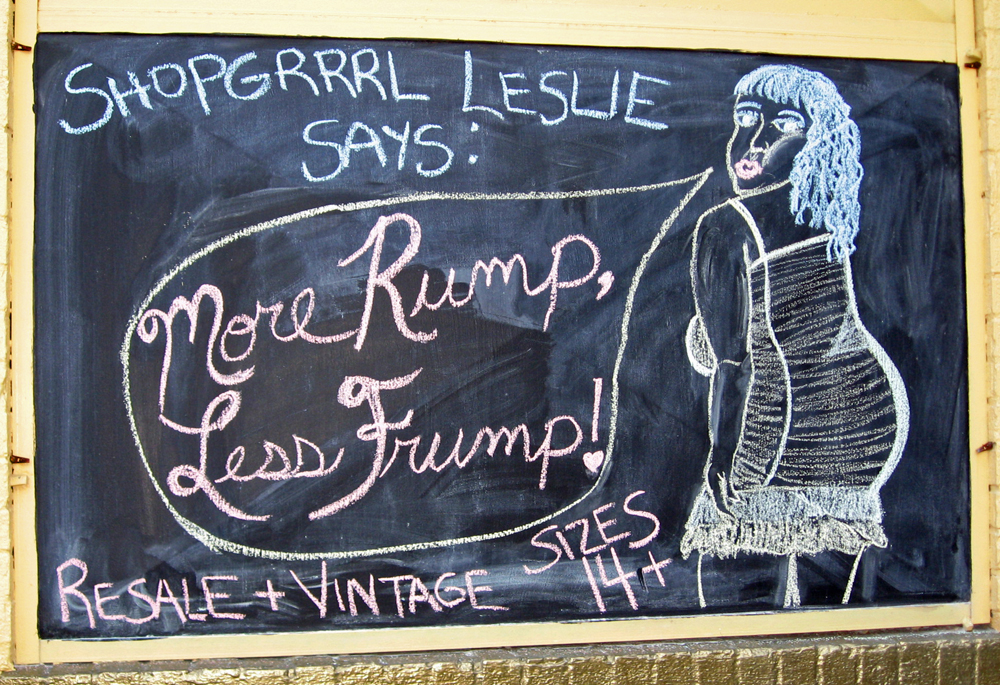 SHOPGRRRL LESLIE
SAYS:
More Rump,
Less Frump!
SIZES
14+
RESALE + VINTAGE